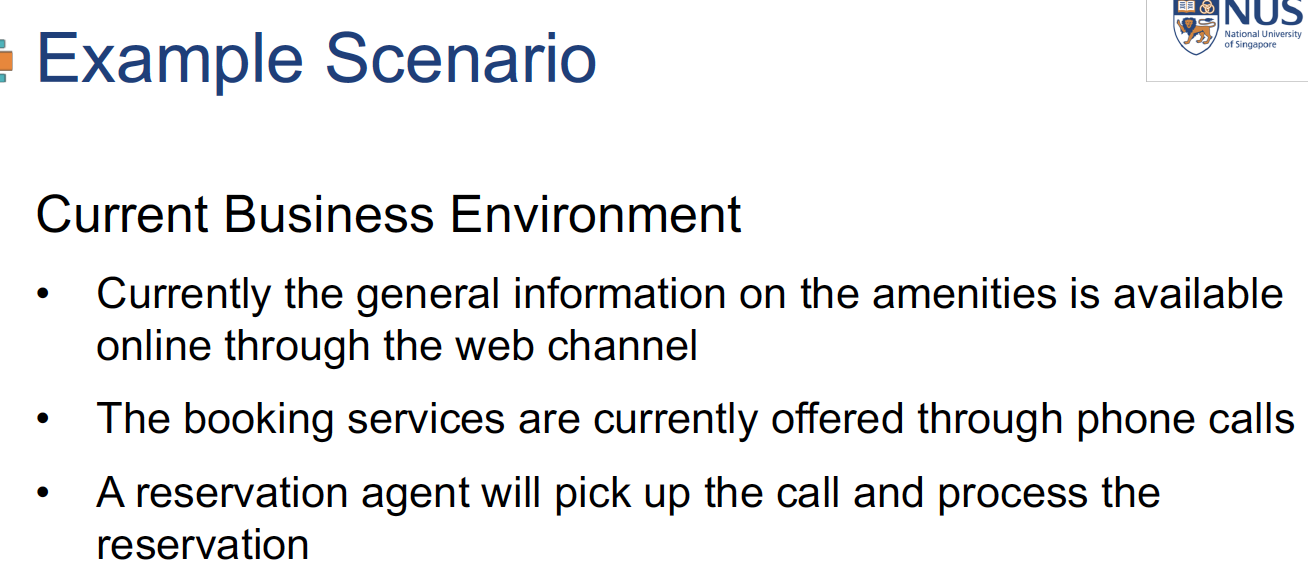 Example Scenario
NUS
National University
of Singapore
Current Business Environment
• Currently the general information on the amenities is available
online through the web channel
• The booking services are currently offered through phone calls
• A reservation agent will pick up the call and process the
reservation